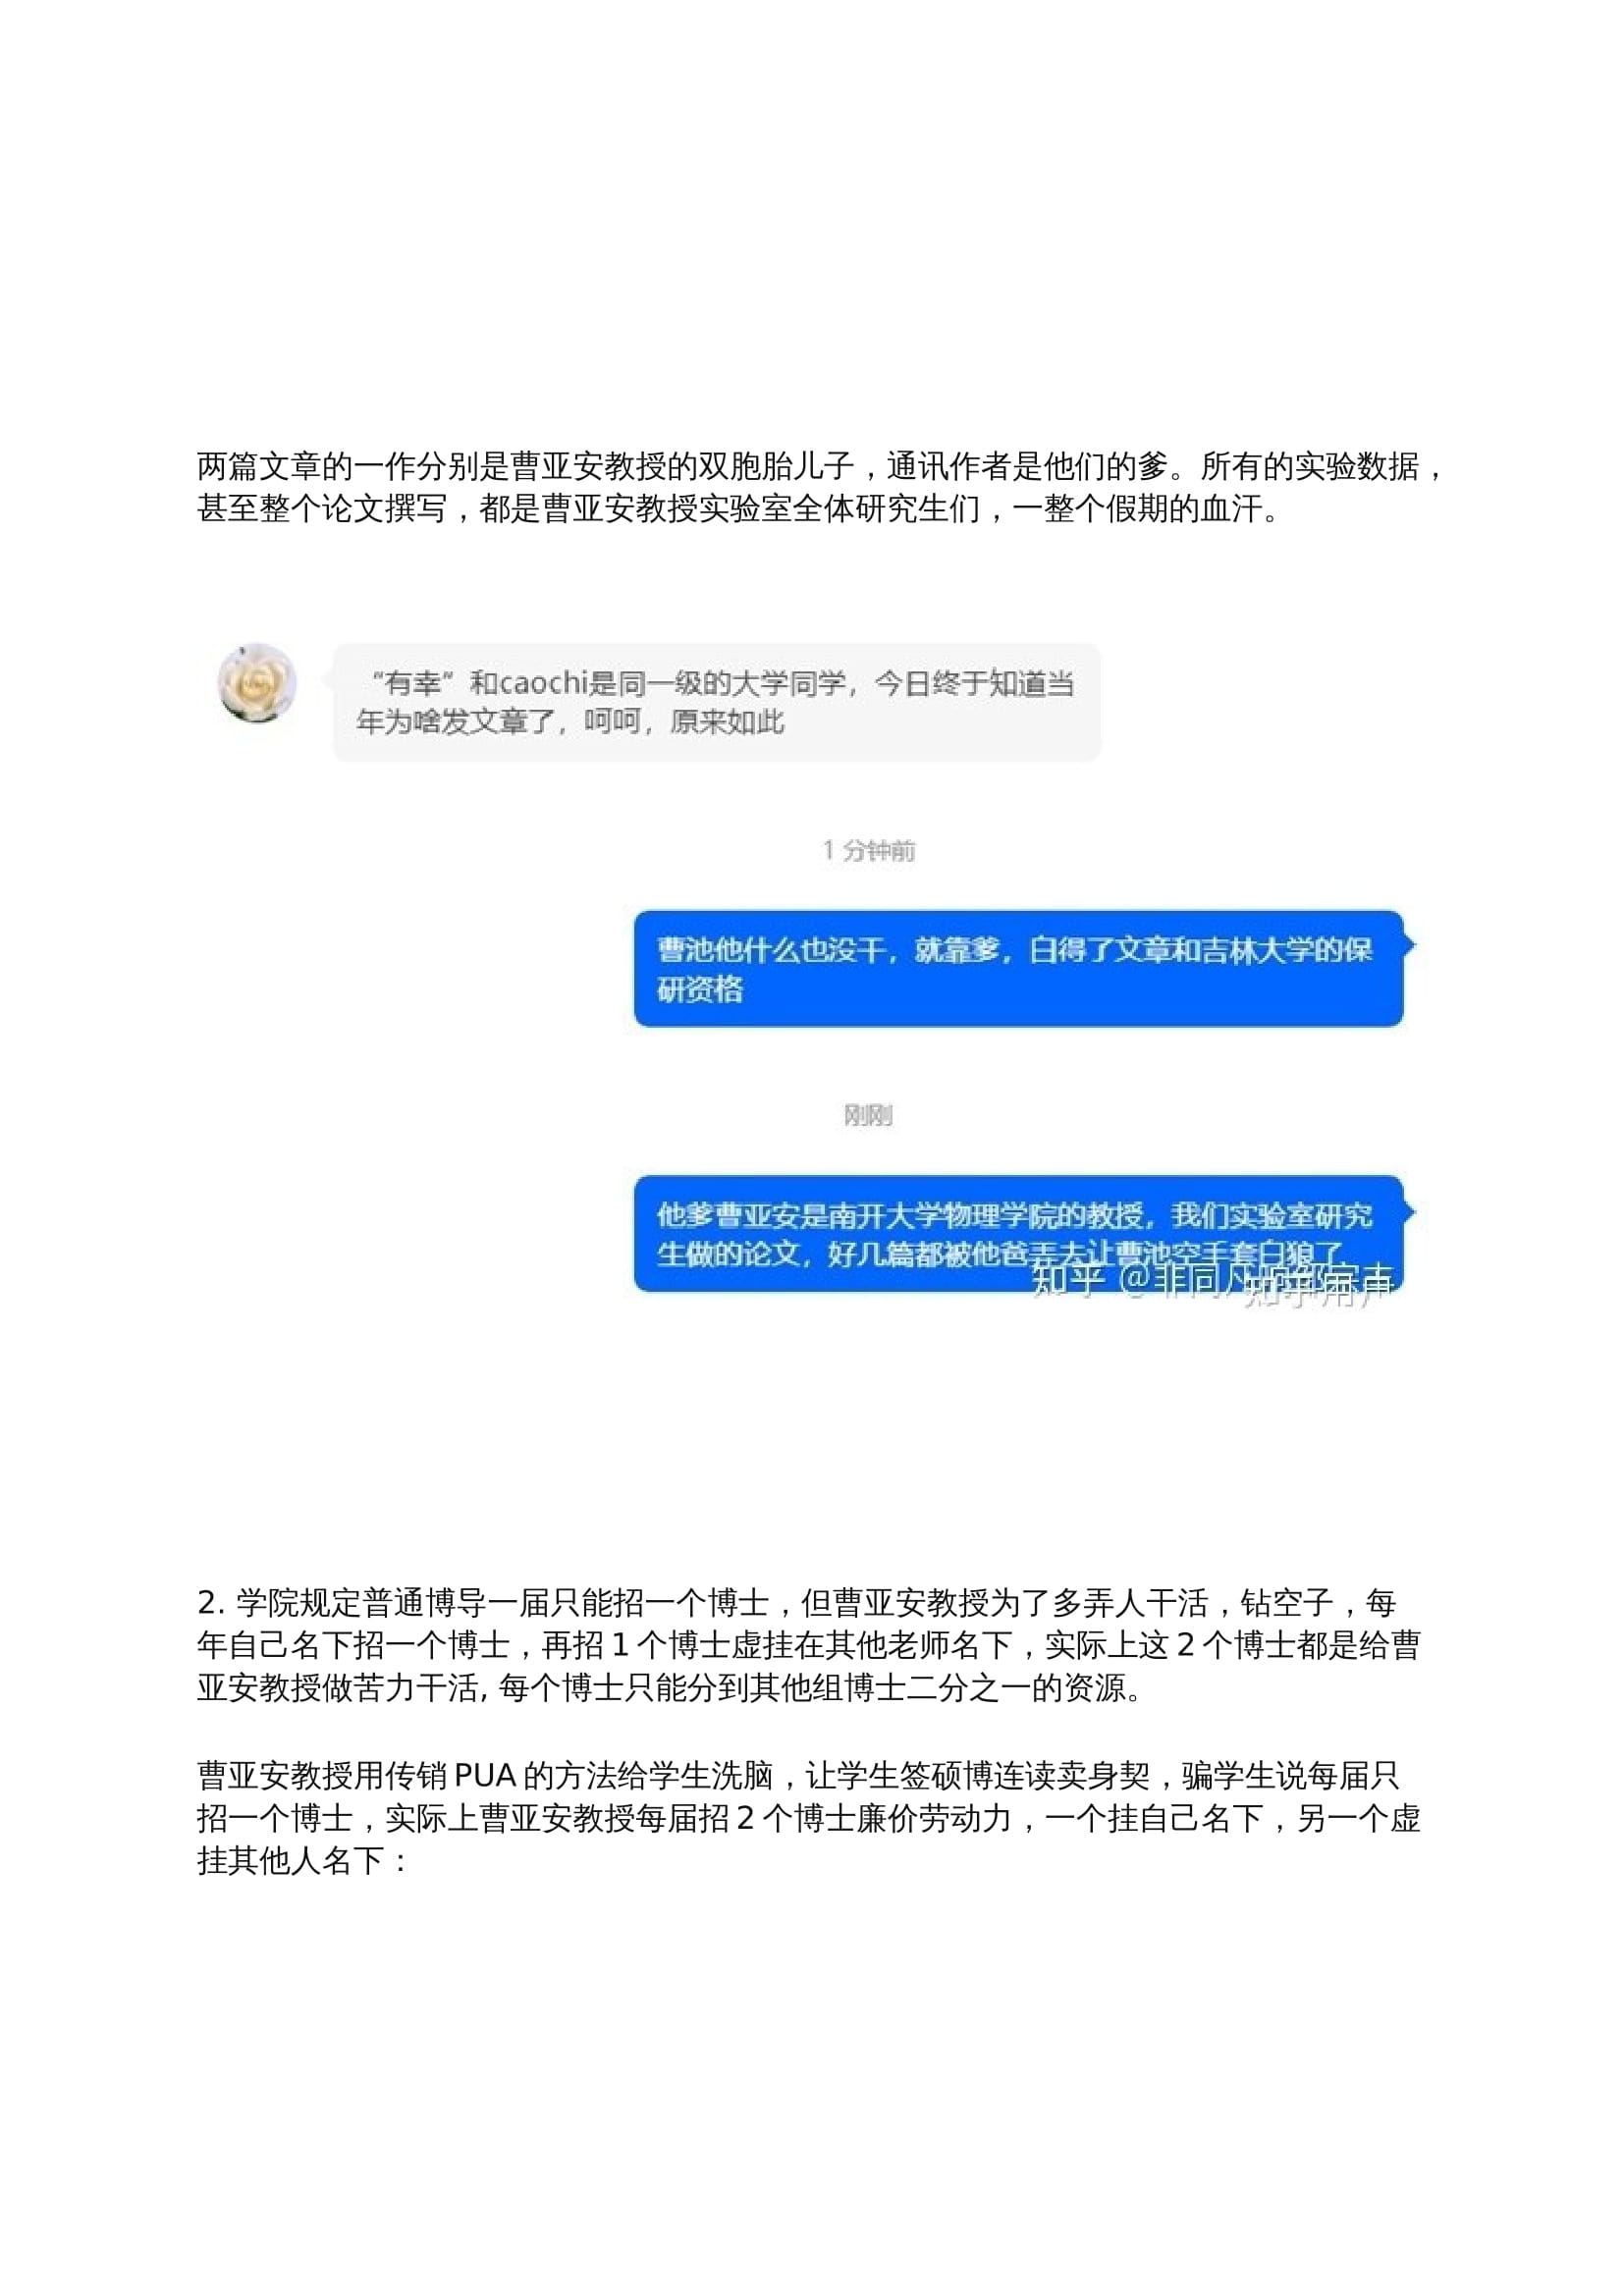 两篇文章的一作分别是曹亚安教授的双胞胎儿子，通讯作者是他们的爹。所有的实验数据，
甚至整个论文撰写，都是曹亚安教授实验室全体研究生们，一整个假期的血汗。
“有幸”和caochi是同一级的大学同学，今日终于知道当
年为啥发文章了，呵呵，原来如此
1 分钟前
曹池他什么也没干，就靠爹，白得了文章和吉林大学的保
研资格
刚刚
他爹曹亚安是南开大学物理学院的教授，我们实验室研究
生做的论文，好几篇都被他爸弄去让曹池空手套白狼了
知乎 @非同凡
知乎用户
2. 学院规定普通博导一届只能招一个博士，但曹亚安教授为了多弄人干活，钻空子，每
年自己名下招一个博士，再招 1 个博士虚挂在其他老师名下，实际上这 2 个博士都是给曹
亚安教授做苦力干活, 每个博士只能分到其他组博士二分之一的资源。
曹亚安教授用传销 PUA 的方法给学生洗脑，让学生签硕博连读卖身契，骗学生说每届只
招一个博士，实际上曹亚安教授每届招 2 个博士廉价劳动力，一个挂自己名下，另一个虚
挂其他人名下：